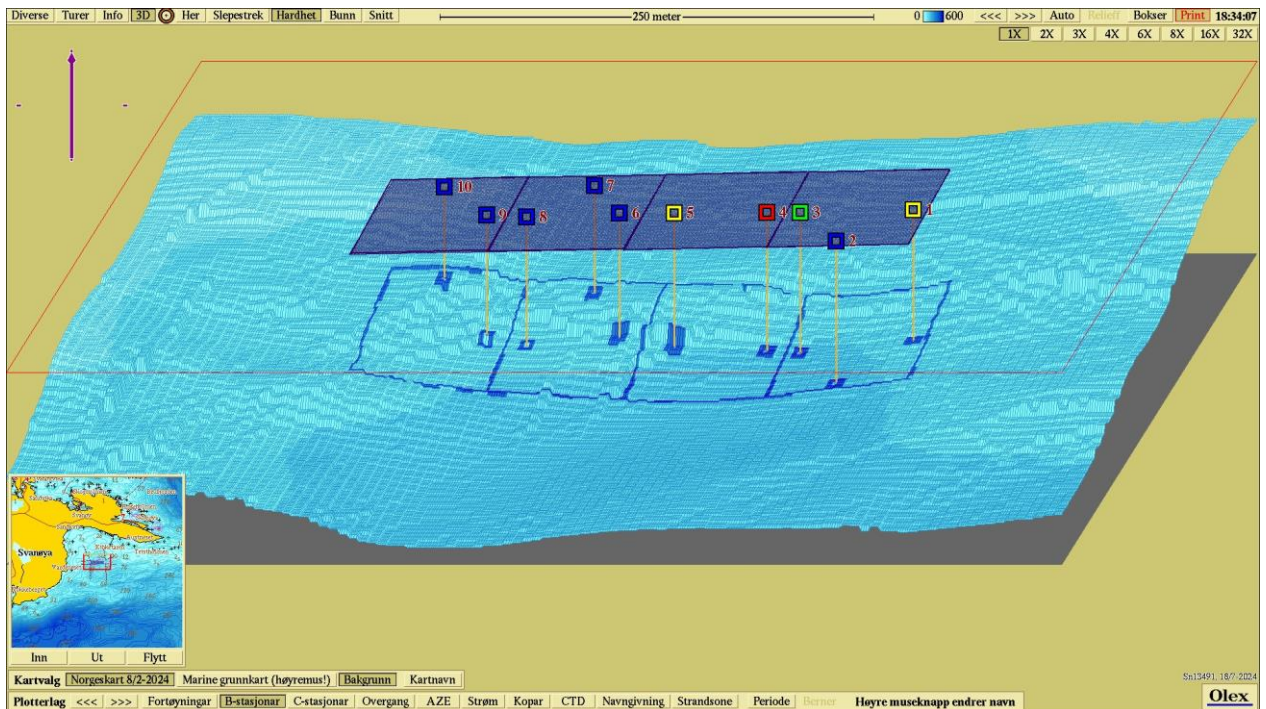 Diverse Turer Info 3D Her Slepestrek Hardhet Bunn Snitt 250 meter 0 600 <<< >>> Auto Relieff Bokser Print 18:34:07
1X 2X 3X 4X 6X 8X 16X 32X
10
7
9
8
6
5
4
3
1
2
Svanøya
Inn Ut Flytt
Kartvalg Norgeskart 8/2-2024 Marine grunnkart (høyremus!) Bakgrunn Kartnavn
Sn13491, 18/7-2024
Plotterlag <<< >>> Fortøyningar B-stasjonar C-stasjonar Overgang AZE Strøm Kopar CTD Navngivning Strandsone Periode Berner Høyre museknapp endrer navn
Olex